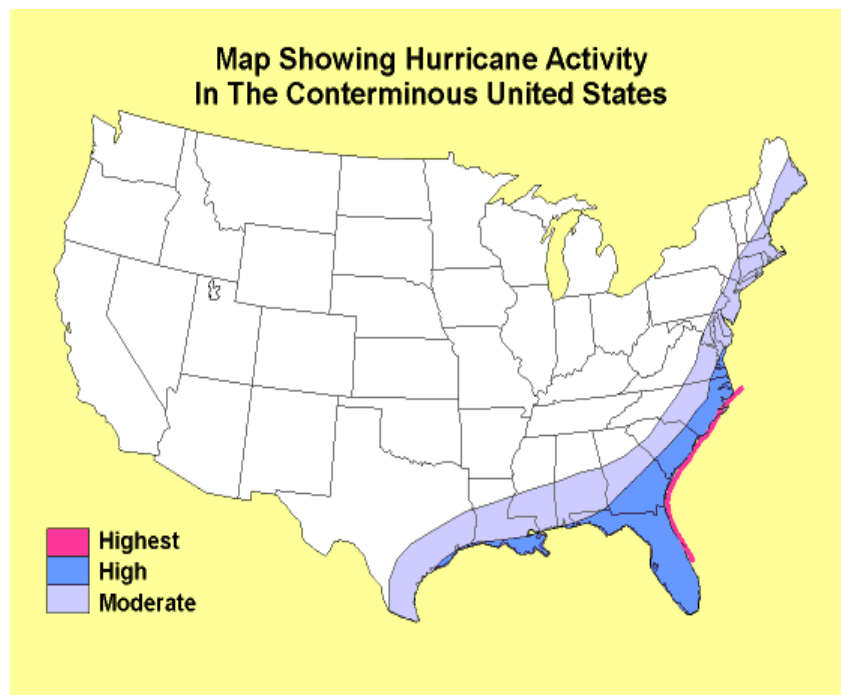 Map Showing Hurricane Activity
In The Conterminous United States
Highest
High
Moderate